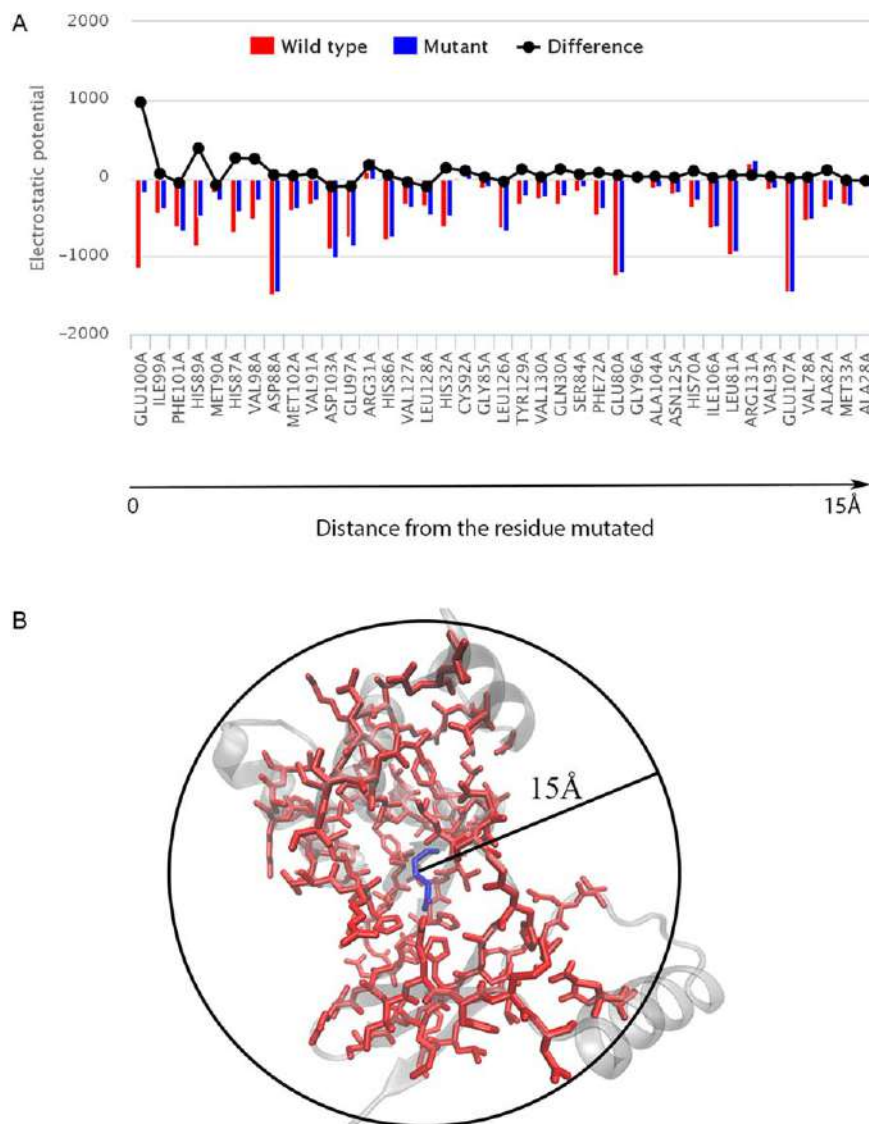 A
2000
Wild type Mutant Difference
1000
Electrostatic potential
0
−1000
−2000
GLU100A
ILE99A
PHE101A
HIS89A
MET90A
HIS87A
VAL98A
ASP88A
MET102A
VAL91A
ASP103A
GLU97A
ARG31A
HIS86A
VAL127A
LEU128A
HIS32A
CYS92A
GLY85A
LEU126A
TYR129A
VAL130A
GLN30A
SER84A
PHE72A
GLU80A
GLY96A
ALA104A
ASN125A
HIS70A
ILE106A
LEU81A
ARG131A
VAL93A
GLU107A
VAL78A
ALA82A
MET33A
ALA28A
0 15Å
Distance from the residue mutated
B
15Å